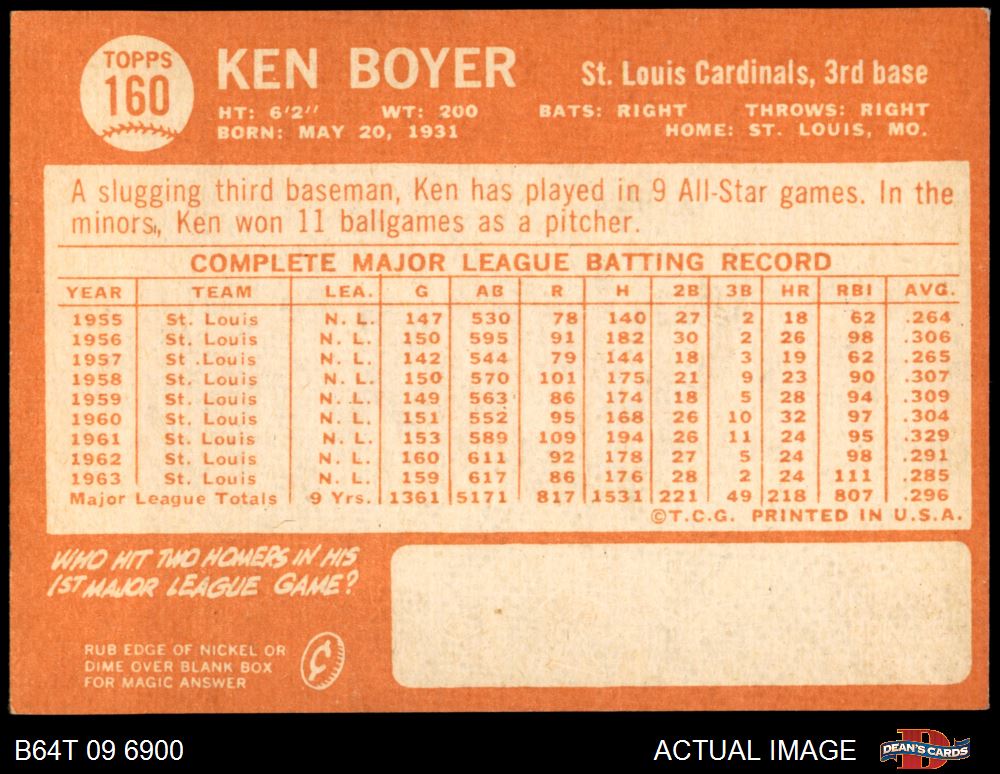 TOPPS
160
KEN BOYER
St. Louis Cardinals, 3rd base
HT: 6'2" WT: 200 BATS: RIGHT THROWS: RIGHT
BORN: MAY 20, 1931 HOME: ST. LOUIS, MO.
A slugging third baseman, Ken has played in 9 All-Star games. In the
minors, Ken won 11 ballgames as a pitcher.
COMPLETE MAJOR LEAGUE BATTING RECORD
YEAR TEAM LEA. G AB R H 2B 3B HR RBI AVG.
1955 St. Louis N. L. 147 530 78 140 27 2 18 62 .264
1956 St. Louis N. L. 150 595 91 182 30 2 26 98 .306
1957 St. Louis N. L. 142 544 79 144 18 3 19 62 .265
1958 St. Louis N. L. 150 570 101 175 21 9 23 90 .307
1959 St. Louis N. L. 149 563 86 174 18 5 28 94 .309
1960 St. Louis N. L. 151 552 95 168 26 10 32 97 .304
1961 St. Louis N. L. 153 589 109 194 26 11 24 95 .329
1962 St. Louis N. L. 160 611 92 178 27 5 24 98 .291
1963 St. Louis N. L. 159 617 86 176 28 2 24 111 .285
Major League Totals 9 Yrs. 1361 5171 817 1531 221 49 218 807 .296
©T.C.G. PRINTED IN U.S.A.
WHO HIT TWO HOMERS IN HIS
1ST MAJOR LEAGUE GAME?
RUB EDGE OF NICKEL OR
DIME OVER BLANK BOX
FOR MAGIC ANSWER
¢
B64T 09 6900
ACTUAL IMAGE
DEAN'S CARDS